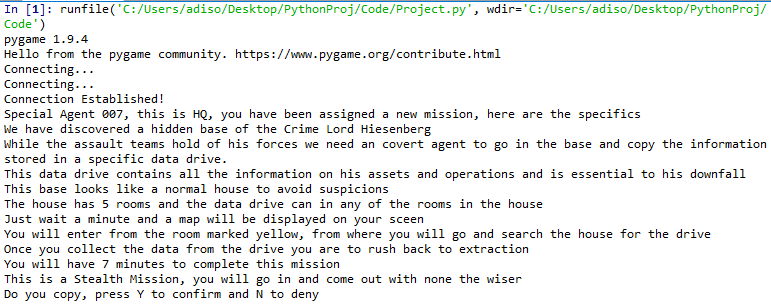 In [1]: runfile('C:/Users/adiso/Desktop/PythonProj/Code/Project.py', wdir='C:/Users/adiso/Desktop/PythonProj/
Code')
pygame 1.9.4
Hello from the pygame community. https://www.pygame.org/contribute.html
Connecting...
Connecting...
Connection Established!
Special Agent 007, this is HQ, you have been assigned a new mission, here are the specifics
We have discovered a hidden base of the Crime Lord Hiesenberg
While the assault teams hold of his forces we need an covert agent to go in the base and copy the information
stored in a specific data drive.
This data drive contains all the information on his assets and operations and is essential to his downfall
This base looks like a normal house to avoid suspicions
The house has 5 rooms and the data drive can in any of the rooms in the house
Just wait a minute and a map will be displayed on your sceen
You will enter from the room marked yellow, from where you will go and search the house for the drive
Once you collect the data from the drive you are to rush back to extraction
You will have 7 minutes to complete this mission
This is a Stealth Mission, you will go in and come out with none the wiser
Do you copy, press Y to confirm and N to deny